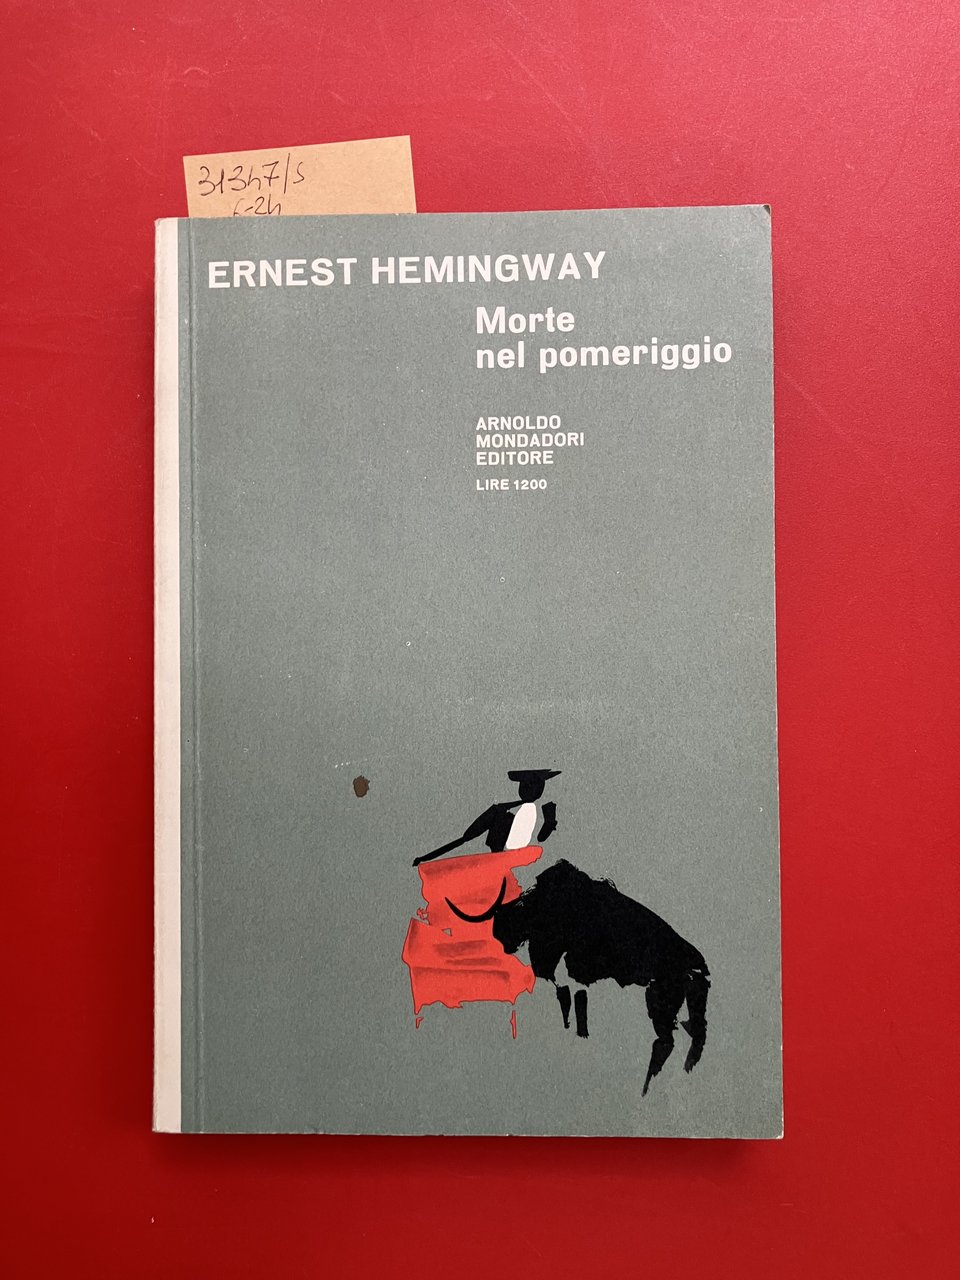 31347/S
6-24
ERNEST HEMINGWAY
Morte
nel pomeriggio
ARNOLDO
MONDADORI
EDITORE
LIRE 1200